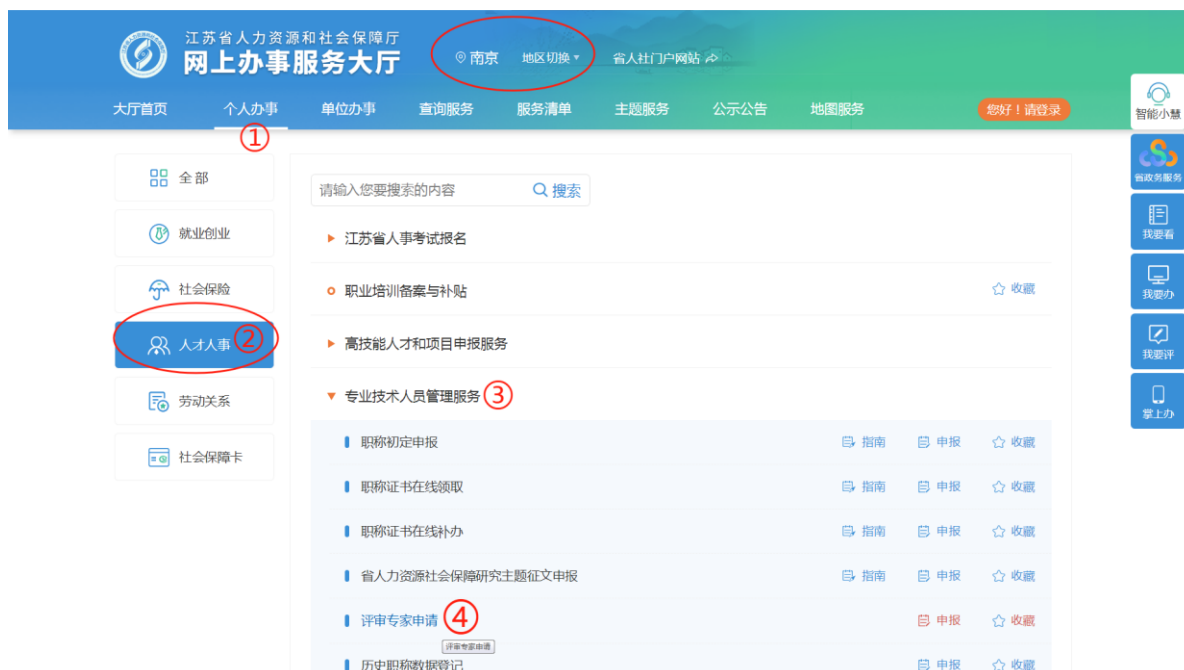 江苏省人力资源和社会保障厅
网上办事服务大厅
南京 地区切换 省人社门户网站
大厅首页 个人办事 单位办事 查询服务 服务清单 主题服务 公示公告 地图服务 您好！请登录
①
智能小慧
省政务服务
我要看
我要办
我要评
掌上办
全部
就业创业
社会保险
人才人事 ②
劳动关系
社会保障卡
请输入您要搜索的内容 搜索
江苏省人事考试报名
职业培训备案与补贴 收藏
高技能人才和项目申报服务
专业技术人员管理服务 ③
职称初定申报 指南 申报 收藏
职称证书在线领取 指南 申报 收藏
职称证书在线补办 指南 申报 收藏
省人力资源社会保障研究主题征文申报 指南 申报 收藏
评审专家申请 ④ 申报 收藏
评审专家申请
历史职称数据登记 申报 收藏